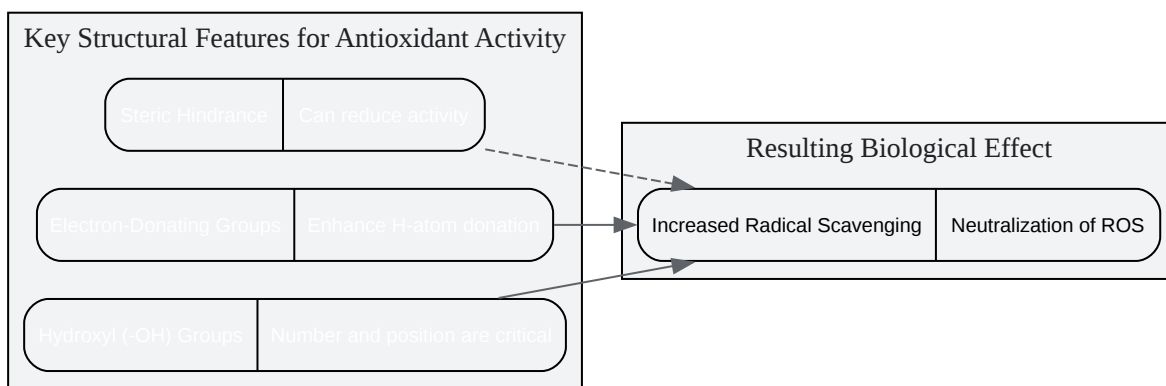 Key Structural Features for Antioxidant Activity
Steric Hindrance
Can reduce activity
Electron-Donating Groups
Enhance H-atom donation
Hydroxyl (-OH) Groups
Number and position are critical
Resulting Biological Effect
Increased Radical Scavenging
Neutralization of ROS